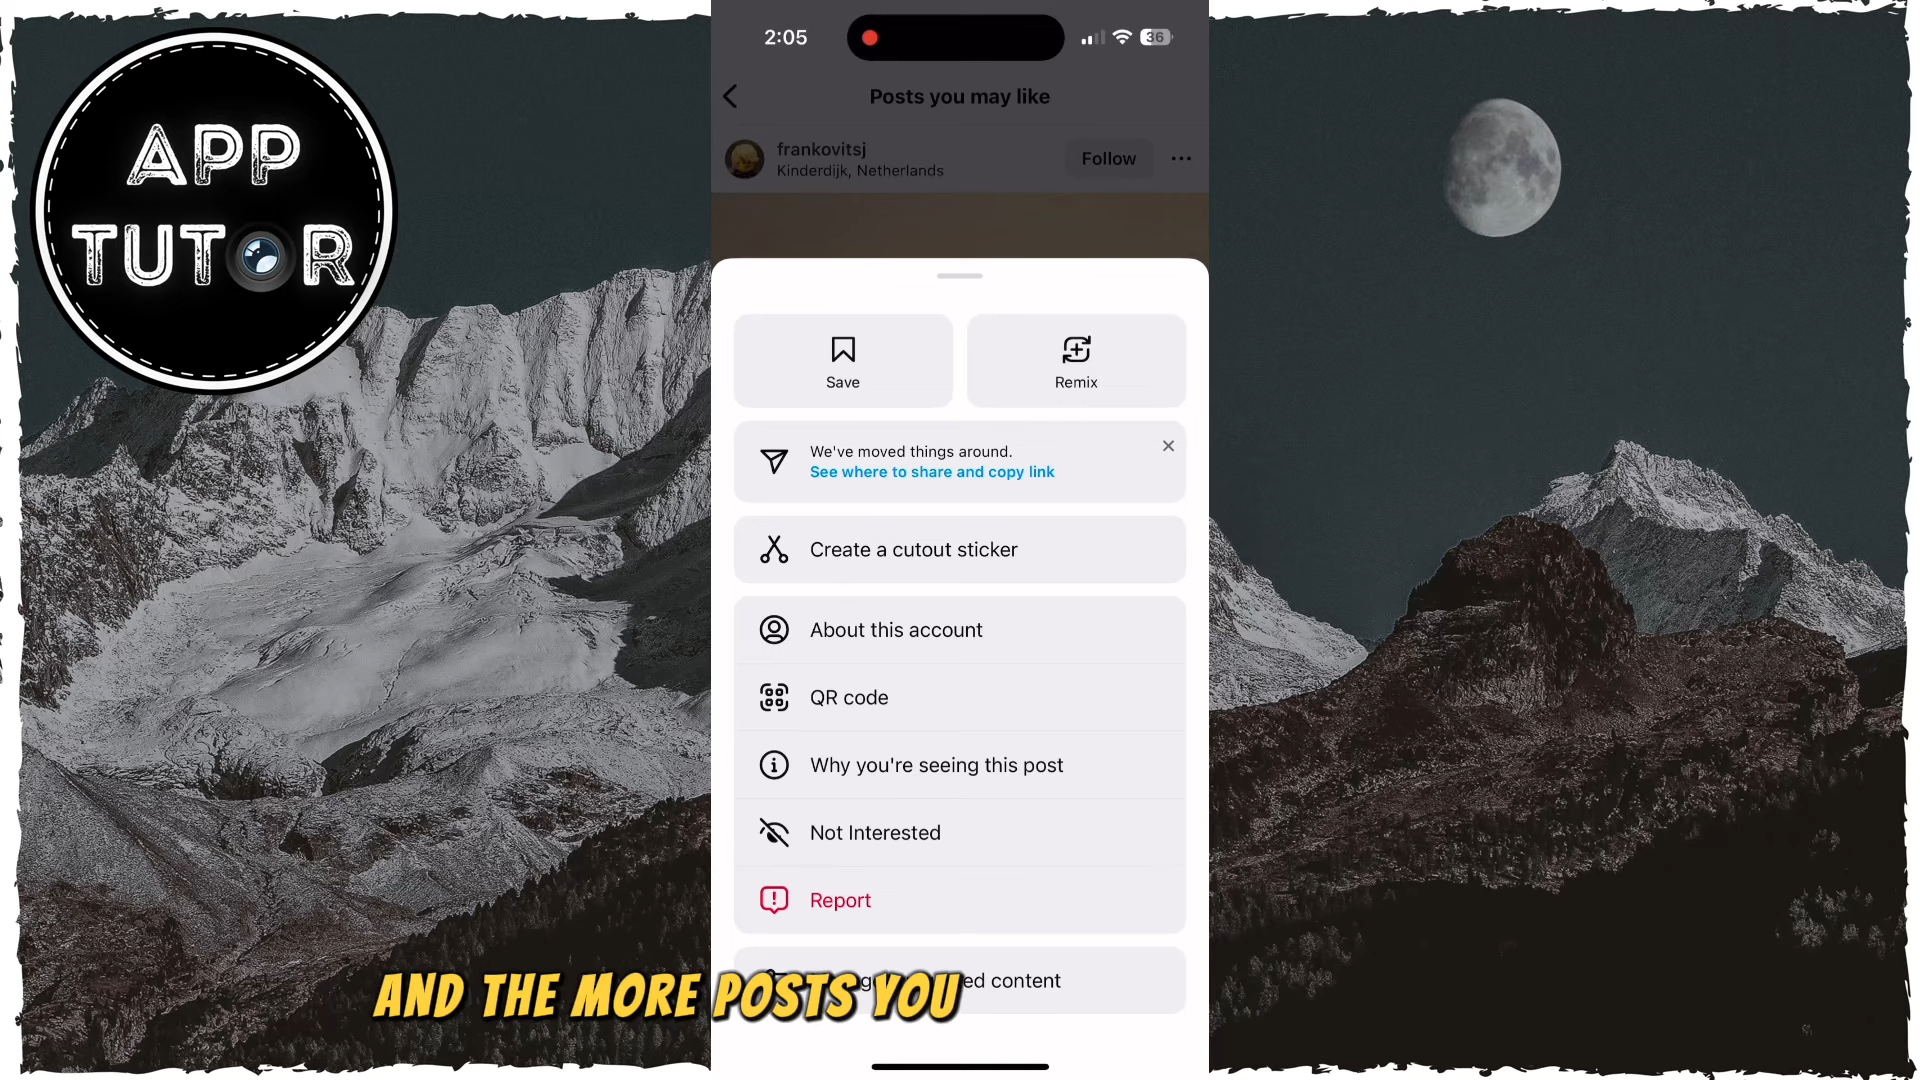 APP
TUTOR
2:05
36
Posts you may like
frankovitsj
Kinderdijk, Netherlands
Follow
Save
Remix
We've moved things around.
See where to share and copy link
Create a cutout sticker
About this account
QR code
Why you're seeing this post
Not Interested
Report
content
AND THE MORE POSTS YOU